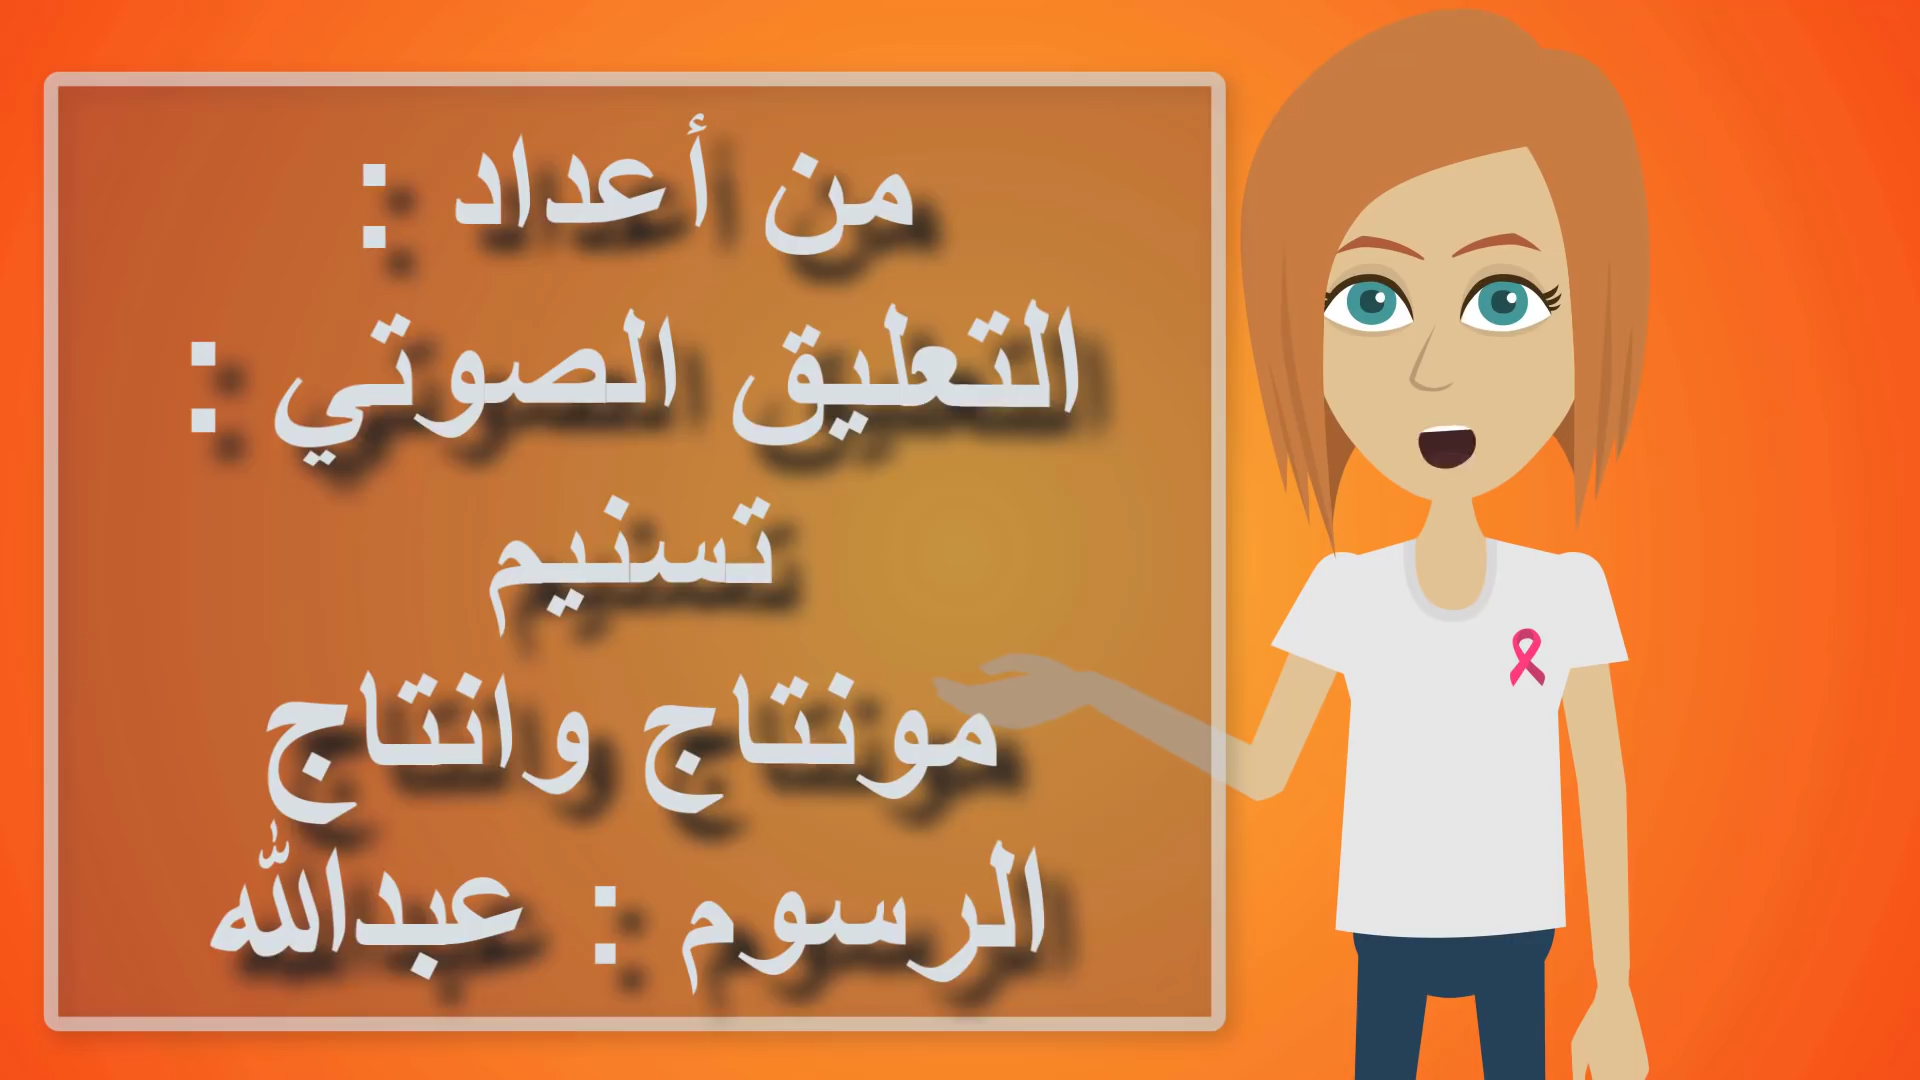 من أعداد :
التعليق الصوتي :
تسنيم
مونتاج وانتاج
الرسوم : عبدالله